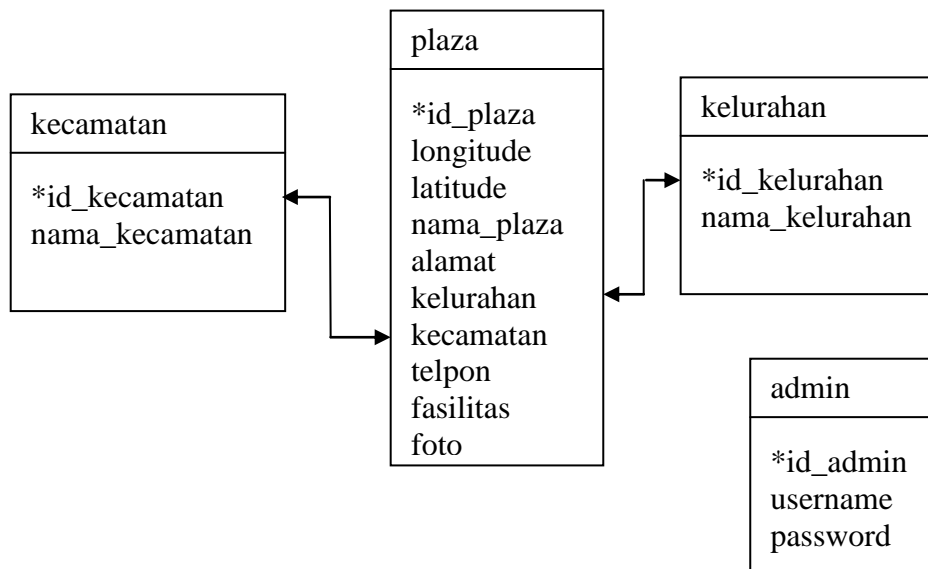 kecamatan
*id_kecamatan
nama_kecamatan
plaza
*id_plaza
longitude
latitude
nama_plaza
alamat
kelurahan
kecamatan
telpon
fasilitas
foto
kelurahan
*id_kelurahan
nama_kelurahan
admin
*id_admin
username
password